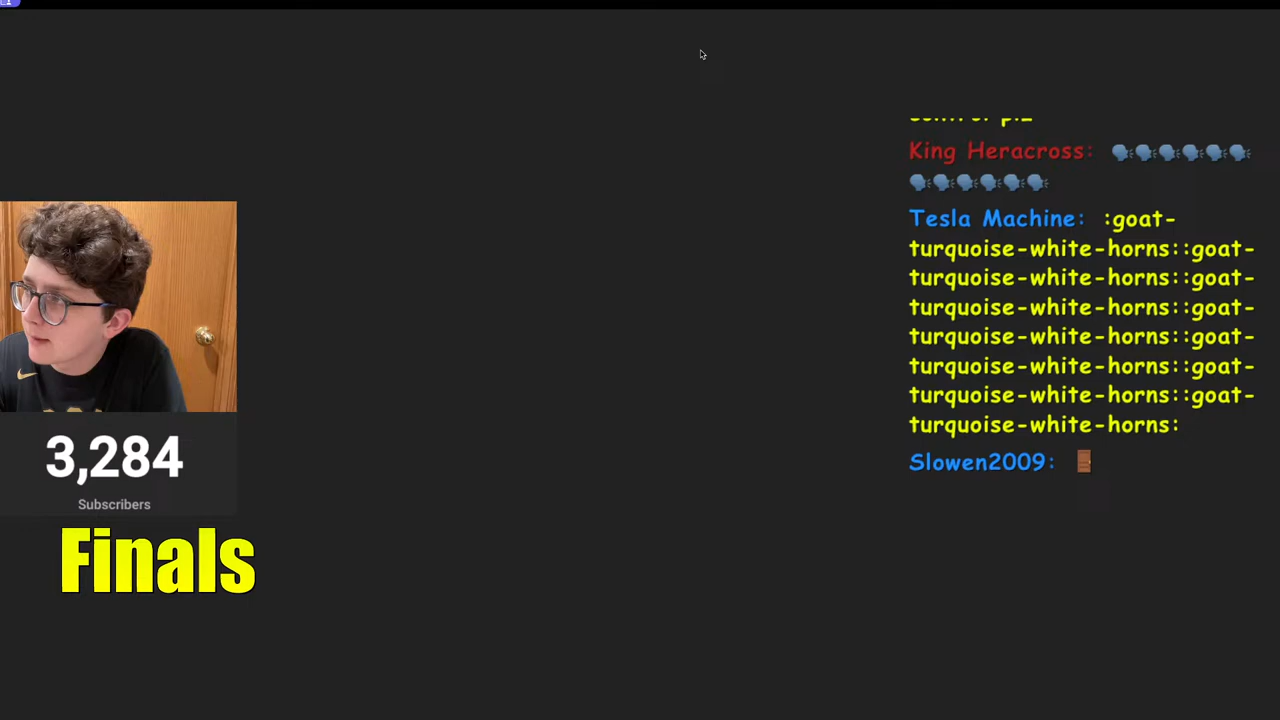 King Heracross: 🗣️🗣️🗣️🗣️🗣️🗣️
🗣️🗣️🗣️🗣️🗣️🗣️
Tesla Machine: :goat-
turquoise-white-horns::goat-
turquoise-white-horns::goat-
turquoise-white-horns::goat-
turquoise-white-horns::goat-
turquoise-white-horns::goat-
turquoise-white-horns::goat-
turquoise-white-horns:
Slowen2009: 🚪
3,284
Subscribers
Finals